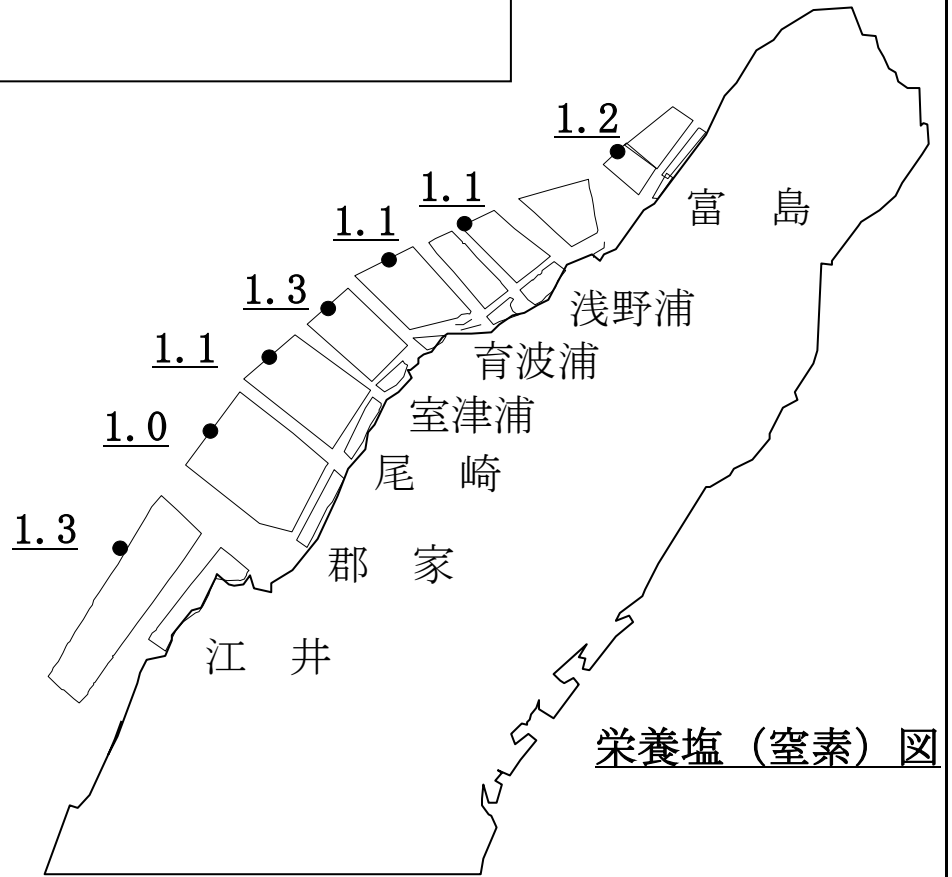 1.2
1.1
1.1
富　島
1.3
浅野浦
1.1
育波浦
1.0
室津浦
尾　崎
1.3
郡　家
江　井
栄養塩（窒素）図